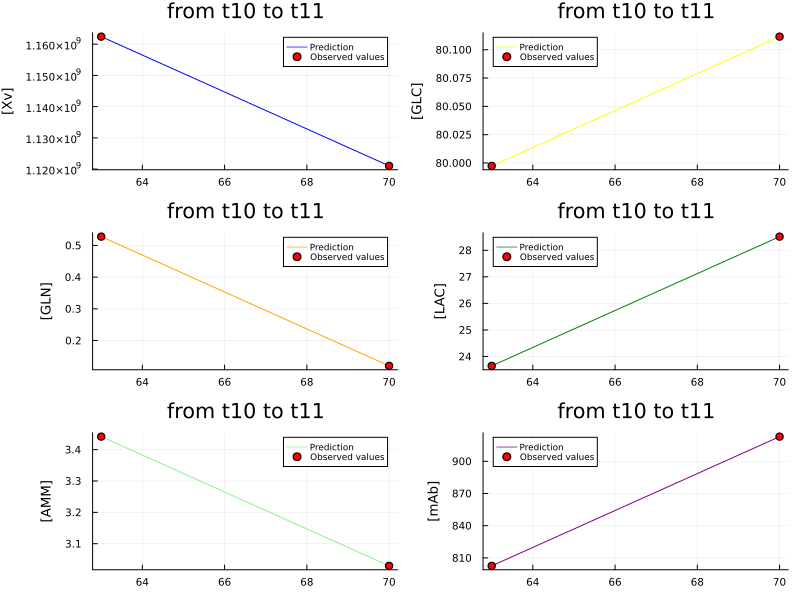 from t10 to t11
[Xv]
1.160×10⁹
1.150×10⁹
1.140×10⁹
1.130×10⁹
1.120×10⁹
Prediction
Observed values
64 66 68 70
from t10 to t11
[GLC]
80.100
80.075
80.050
80.025
80.000
Prediction
Observed values
64 66 68 70
from t10 to t11
[GLN]
0.5
0.4
0.3
0.2
Prediction
Observed values
64 66 68 70
from t10 to t11
[LAC]
28
27
26
25
24
Prediction
Observed values
64 66 68 70
from t10 to t11
[AMM]
3.4
3.3
3.2
3.1
Prediction
Observed values
64 66 68 70
from t10 to t11
[mAb]
900
870
840
810
Prediction
Observed values
64 66 68 70